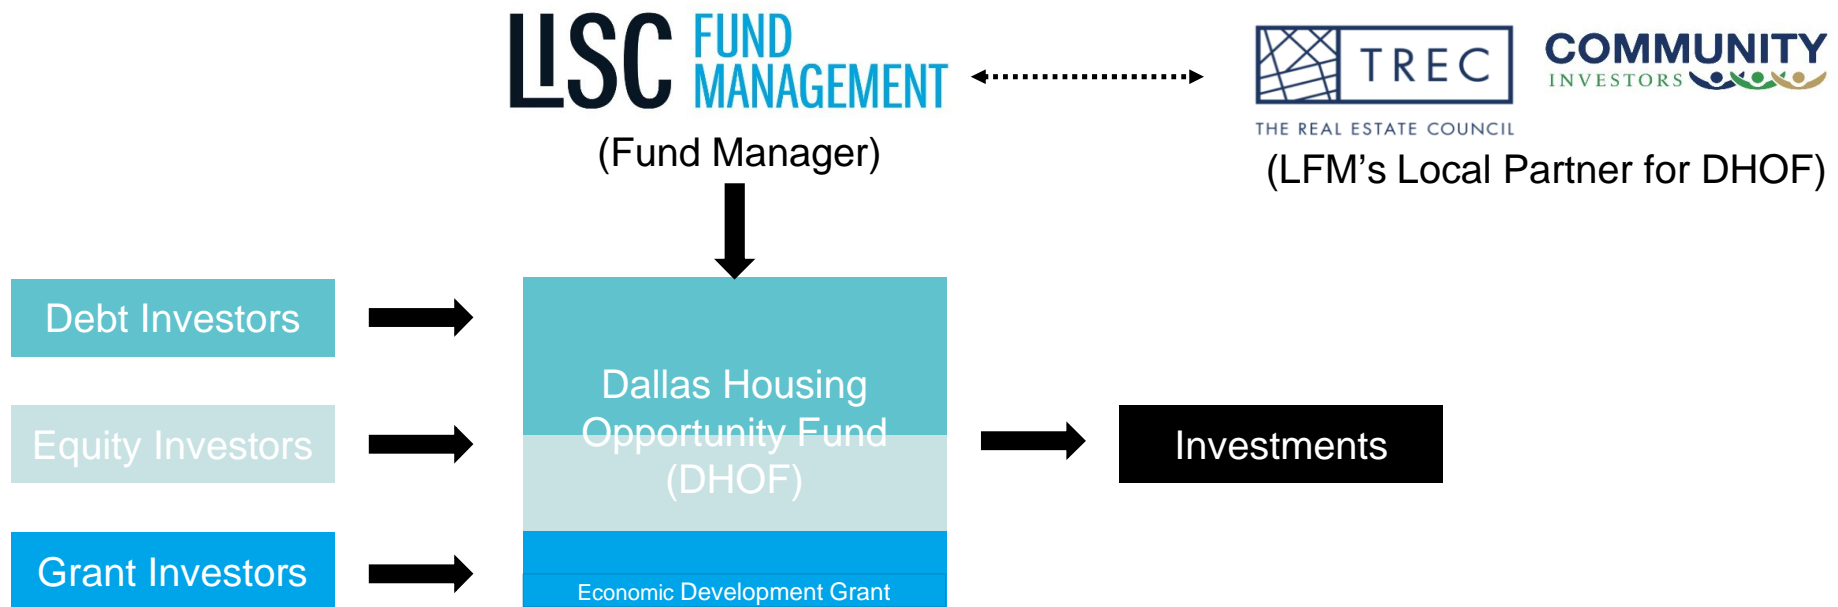 LISC FUND
MANAGEMENT
(Fund Manager)
TREC
THE REAL ESTATE COUNCIL
COMMUNITY
INVESTORS
(LFM's Local Partner for DHOF)
Debt Investors
Equity Investors
Grant Investors
Dallas Housing
Opportunity Fund
(DHOF)
Economic Development Grant
Investments